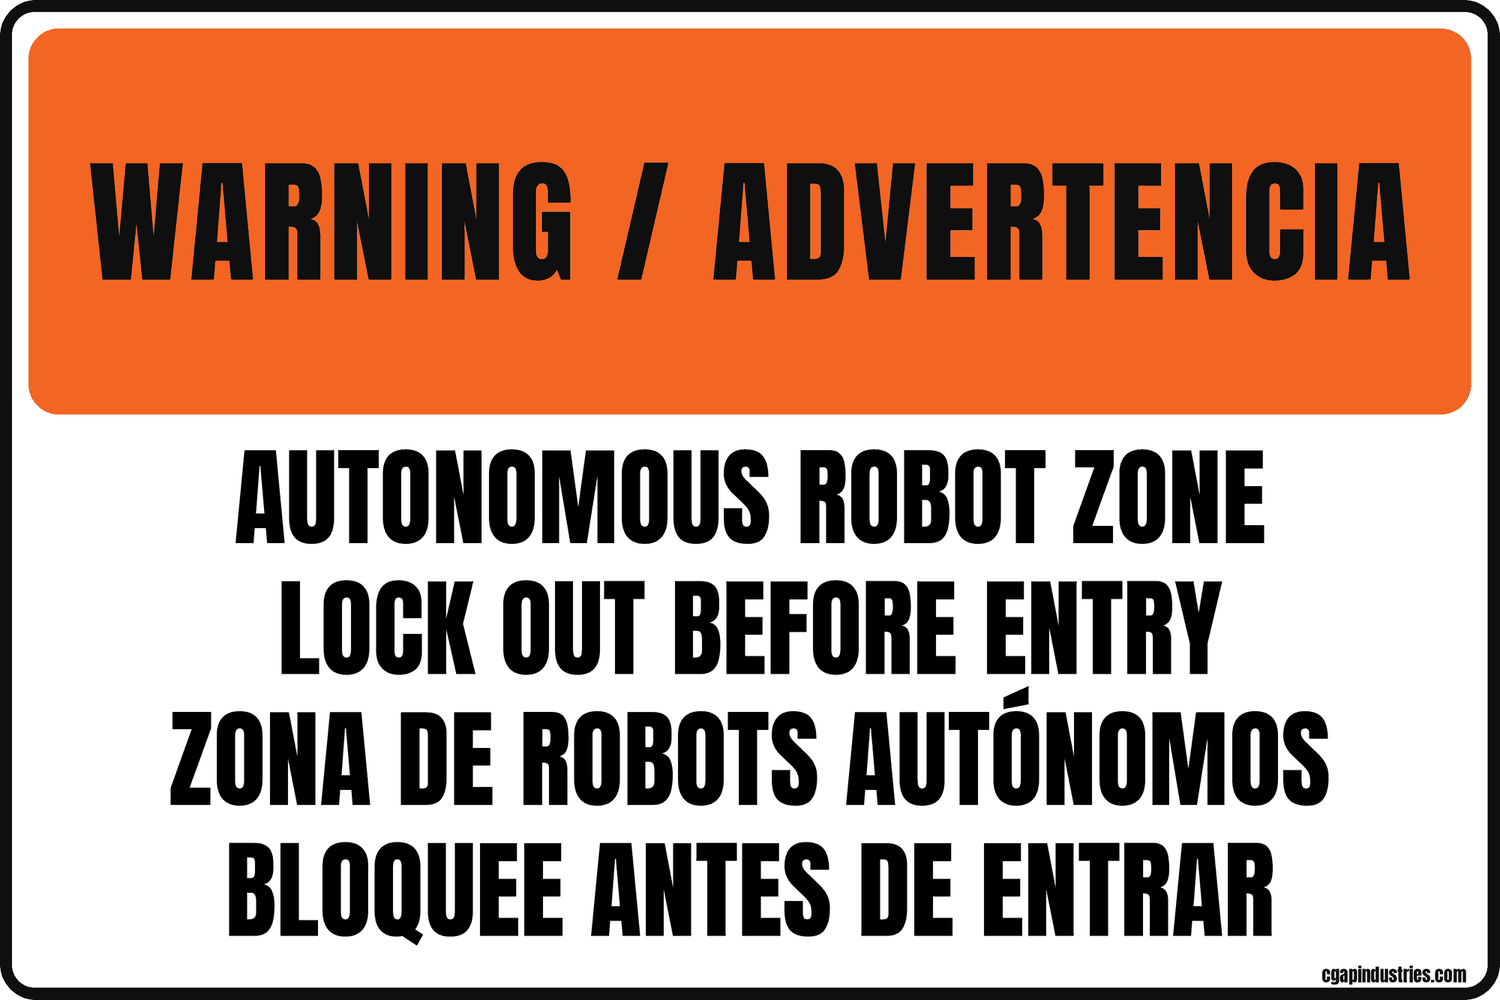 WARNING / ADVERTENCIA
AUTONOMOUS ROBOT ZONE
LOCK OUT BEFORE ENTRY
ZONA DE ROBOTS AUTÓNOMOS
BLOQUEE ANTES DE ENTRAR
cgapindustries.com